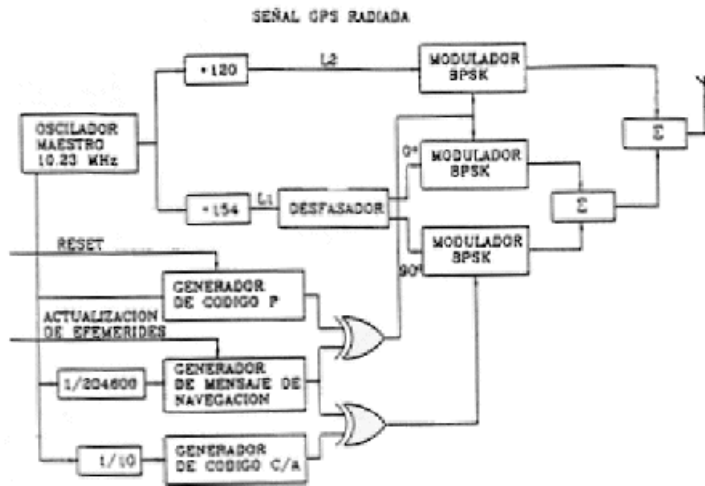 SEÑAL GPS RADIADA
+120
L2
MODULADOR
BPSK
OSCILADOR
MAESTRO
10.23 MHz
Σ
0º
MODULADOR
BPSK
+154
L1
DESFASADOR
Σ
MODULADOR
BPSK
90º
RESET
GENERADOR
DE CODIGO P
ACTUALIZACION
DE EFEMERIDES
1/204600
GENERADOR
DE MENSAJE DE
NAVEGACION
1/10
GENERADOR
DE CODIGO C/A